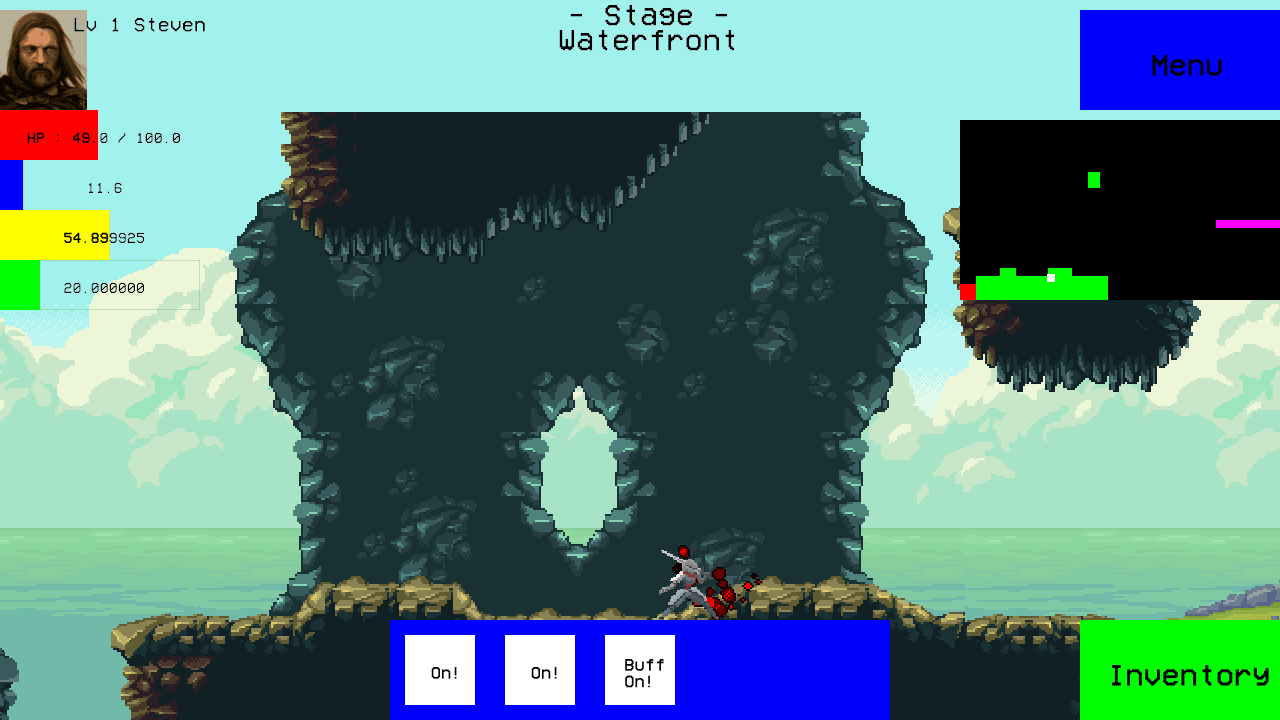 Lv 1 Steven
- Stage -
Waterfront
Menu
HP : 49.0 / 100.0
11.6
54.899925
20.000000
On!
On!
Buff
On!
Inventory